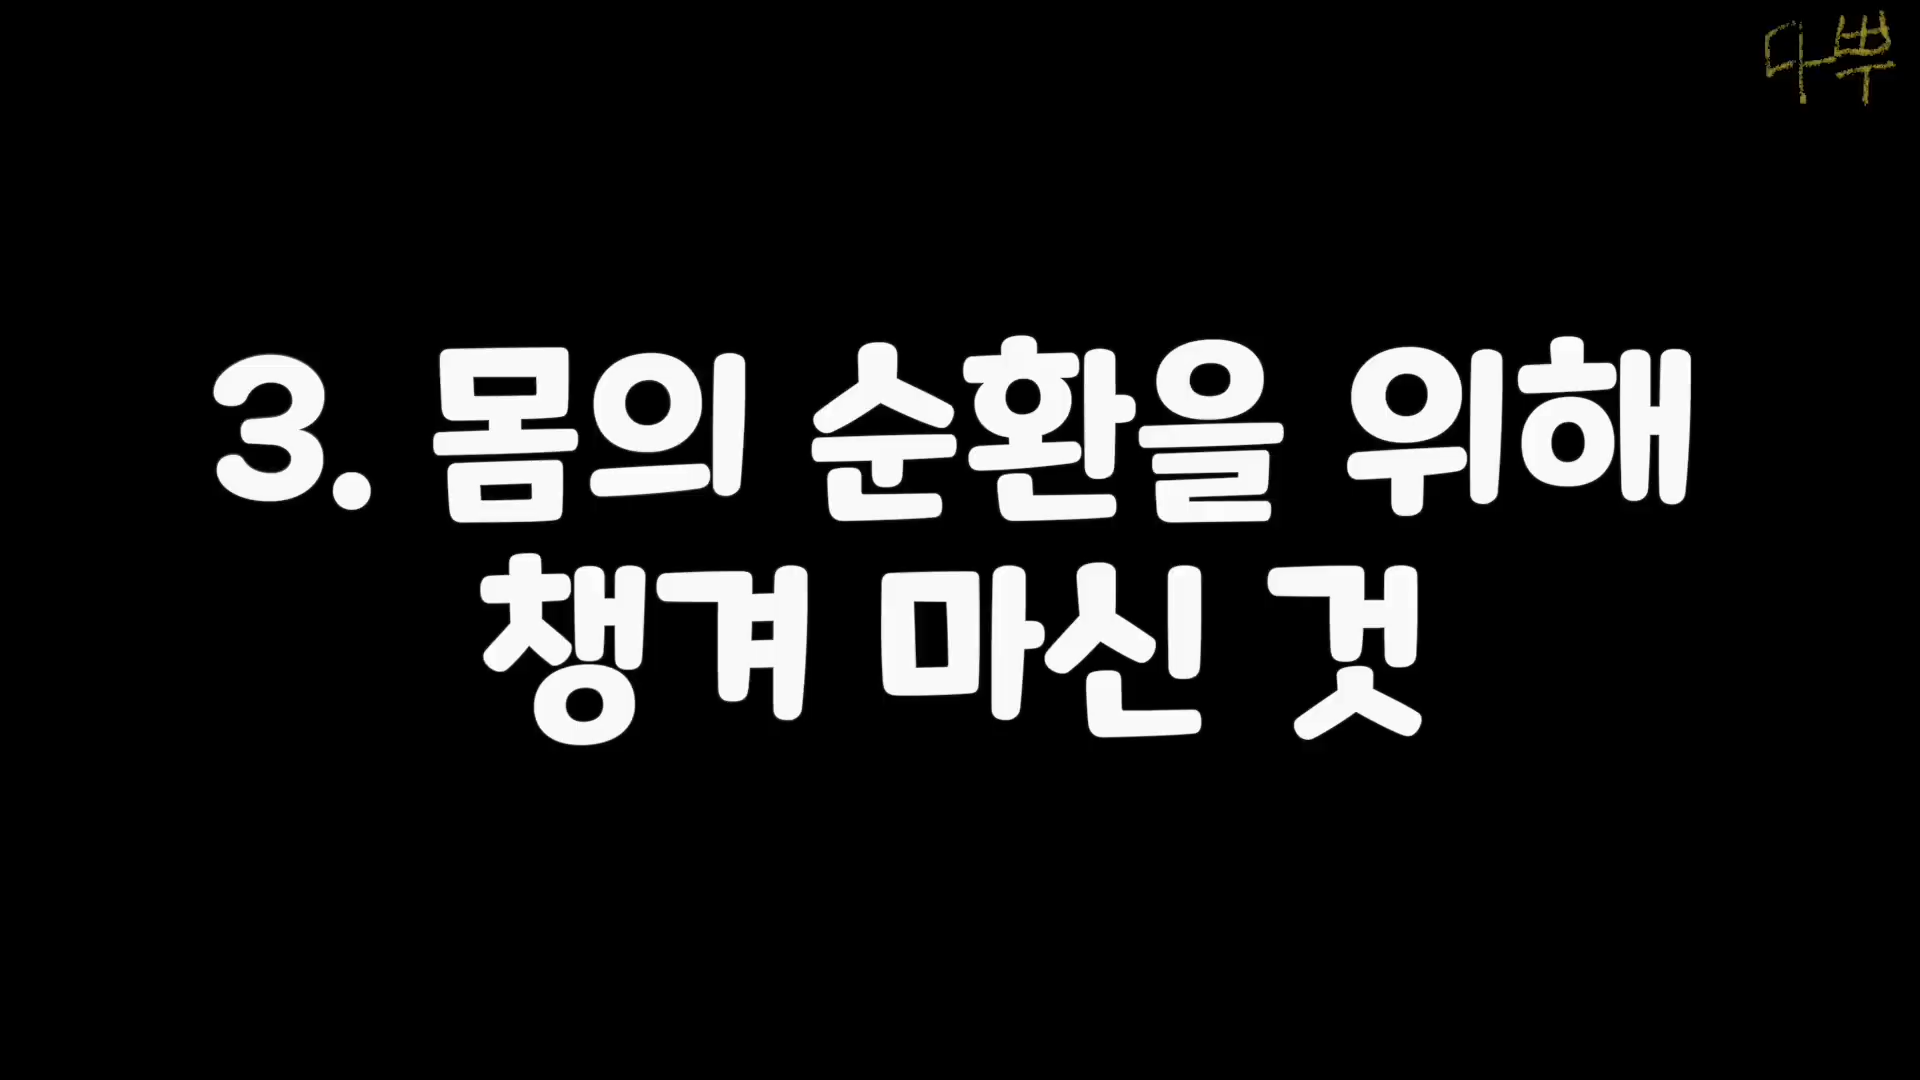 다뿌
3. 몸의 순환을 위해
챙겨 마신 것